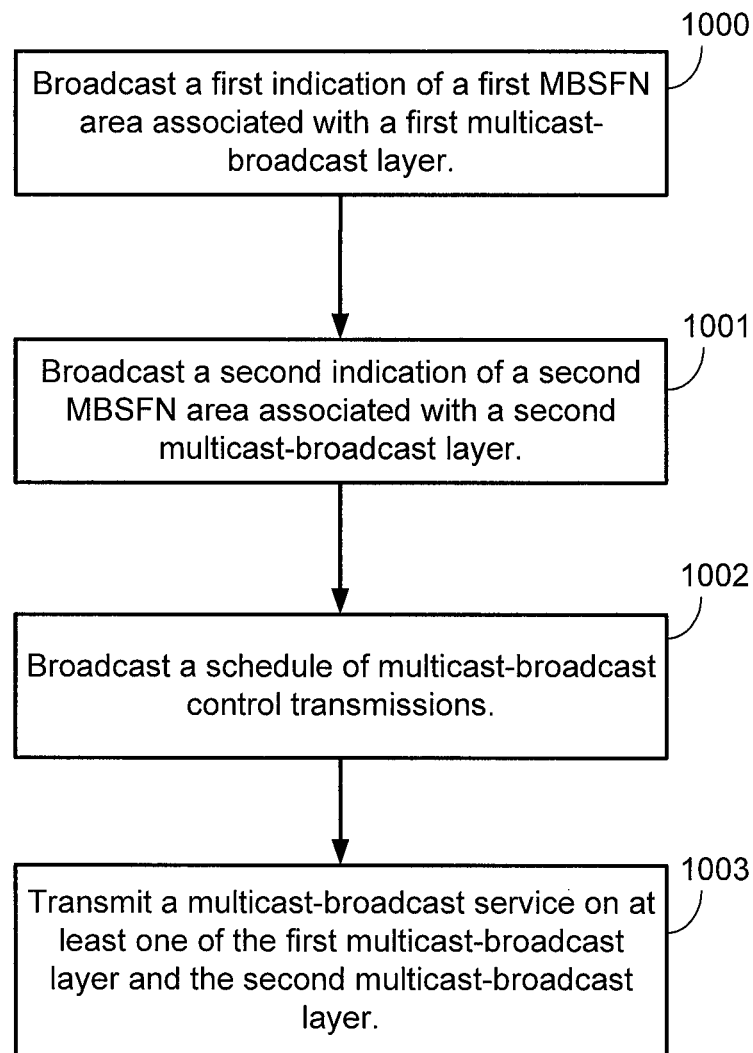 1000
Broadcast a first indication of a first MBSFN
area associated with a first multicast-
broadcast layer.
1001
Broadcast a second indication of a second
MBSFN area associated with a second
multicast-broadcast layer.
1002
Broadcast a schedule of multicast-broadcast
control transmissions.
1003
Transmit a multicast-broadcast service on at
least one of the first multicast-broadcast
layer and the second multicast-broadcast
layer.